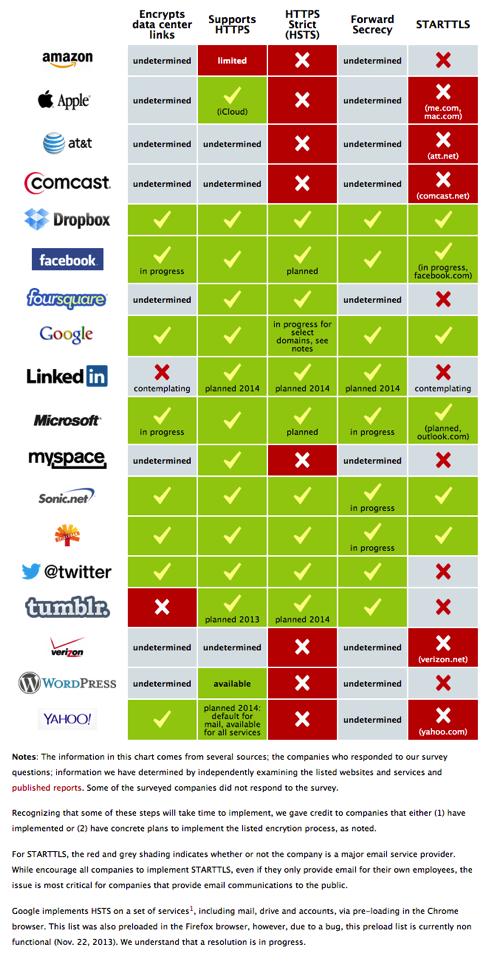 Encrypts data center links
Supports HTTPS
HTTPS Strict (HSTS)
Forward Secrecy
STARTTLS
amazon undetermined limited undetermined
Apple undetermined (iCloud) undetermined (me.com, mac.com)
at&t undetermined undetermined undetermined (att.net)
Comcast. undetermined undetermined undetermined (comcast.net)
Dropbox
facebook in progress planned (in progress, facebook.com)
foursquare undetermined undetermined
Google in progress for select domains, see notes
Linked in contemplating planned 2014 planned 2014 planned 2014 contemplating
Microsoft in progress planned in progress (planned, outlook.com)
myspace undetermined undetermined
Sonic.net in progress
in progress
@twitter
tumblr. planned 2013 planned 2014
verizon undetermined undetermined undetermined (verizon.net)
WORDPRESS undetermined available undetermined
YAHOO! planned 2014: default for mail, available for all services undetermined (yahoo.com)
Notes: The information in this chart comes from several sources; the companies who responded to our survey
questions; information we have determined by independently examining the listed websites and services and
published reports. Some of the surveyed companies did not respond to the survey.
Recognizing that some of these steps will take time to implement, we gave credit to companies that either (1) have
implemented or (2) have concrete plans to implement the listed encrytion process, as noted.
For STARTTLS, the red and grey shading indicates whether or not the company is a major email service provider.
While encourage all companies to implement STARTTLS, even if they only provide email for their own employees, the
issue is most critical for companies that provide email communications to the public.
Google implements HSTS on a set of services1, including mail, drive and accounts, via pre-loading in the Chrome
browser. This list was also preloaded in the Firefox browser, however, due to a bug, this preload list is currently non
functional (Nov. 22, 2013). We understand that a resolution is in progress.